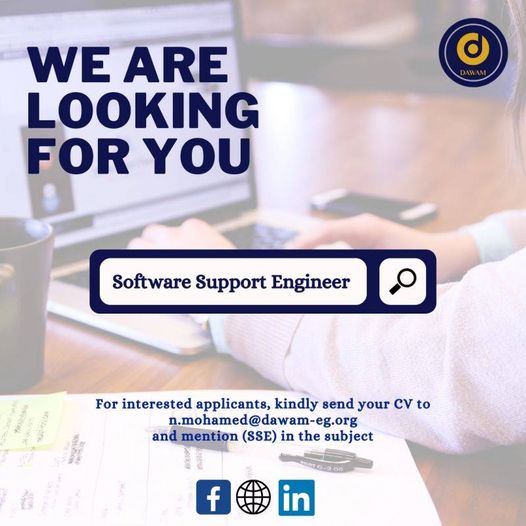 WE ARE
LOOKING
FOR YOU
DAWAM
Software Support Engineer
For interested applicants, kindly send your CV to
n.mohamed@dawam-eg.org
and mention (SSE) in the subject
f
in